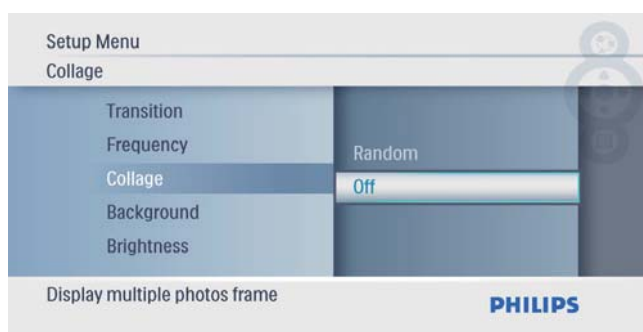 Setup Menu
Collage
Transition
Frequency
Collage
Background
Brightness
Random
Off
Display multiple photos frame
PHILIPS